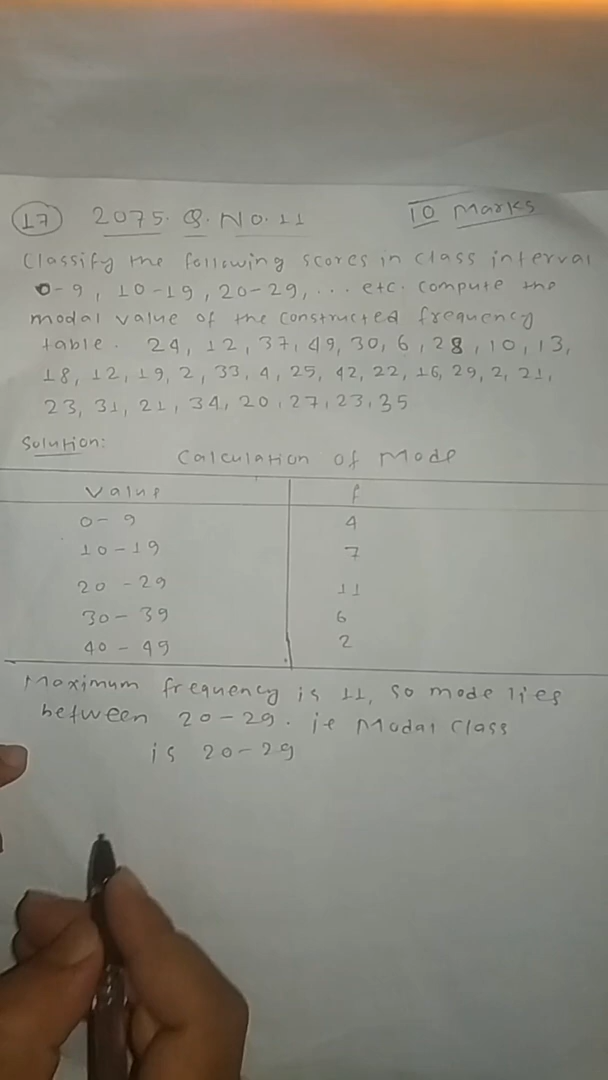 17 2075. Q. No. 11 10 Marks
Classify the following scores in class interval
0-9, 10-19, 20-29, ... etc. compute the
modal value of the constructed frequency
table. 24, 12, 37, 49, 30, 6, 28, 10, 13,
18, 12, 19, 2, 33, 4, 25, 42, 22, 16, 29, 2, 21,
23, 31, 21, 34, 20, 27, 23, 35
Solution:
Calculation of Mode
Value f
0-9 4
10-19 7
20-29 11
30-39 6
40-49 2
Maximum frequency is 11, so mode lies
between 20-29. ie Modal class
is 20-29